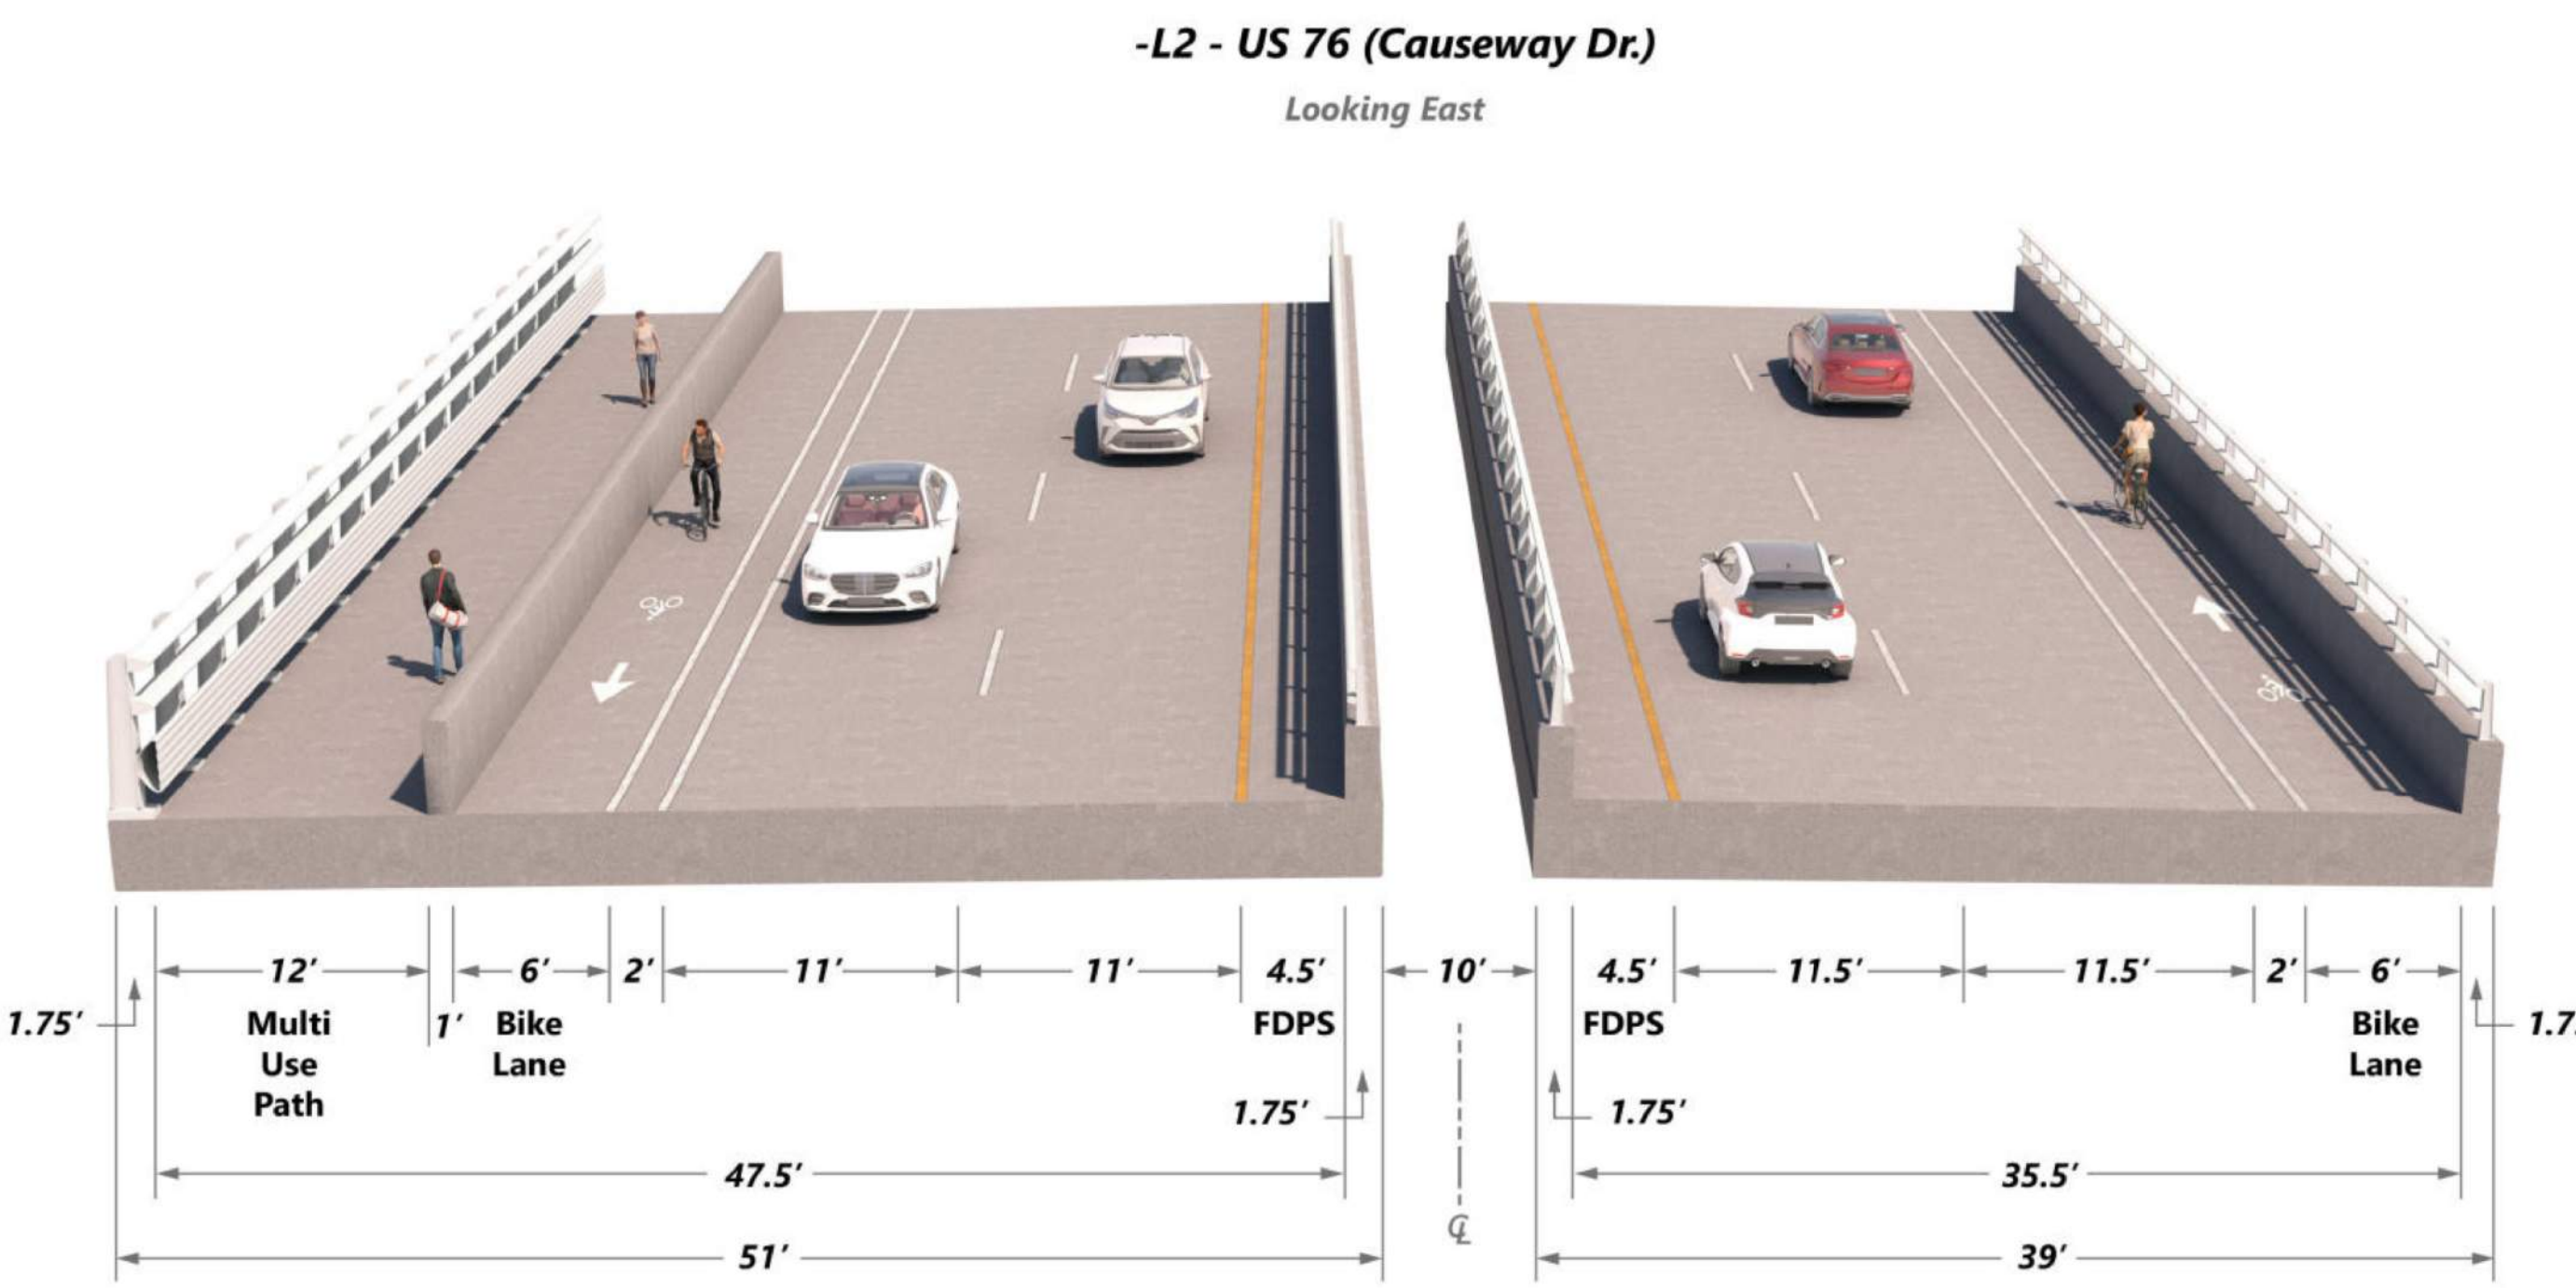 -L2 - US 76 (Causeway Dr.)
Looking East
12’ 6’ 2’ 11’ 11’ 4.5’ 10’ 4.5’ 11.5’ 11.5’ 2’ 6’
1.75’ Multi 1’ Bike FDPS FDPS Bike 1.7
Use Lane Lane
Path 1.75’ 1.75’
47.5’ 35.5’
℄
51’ 39’